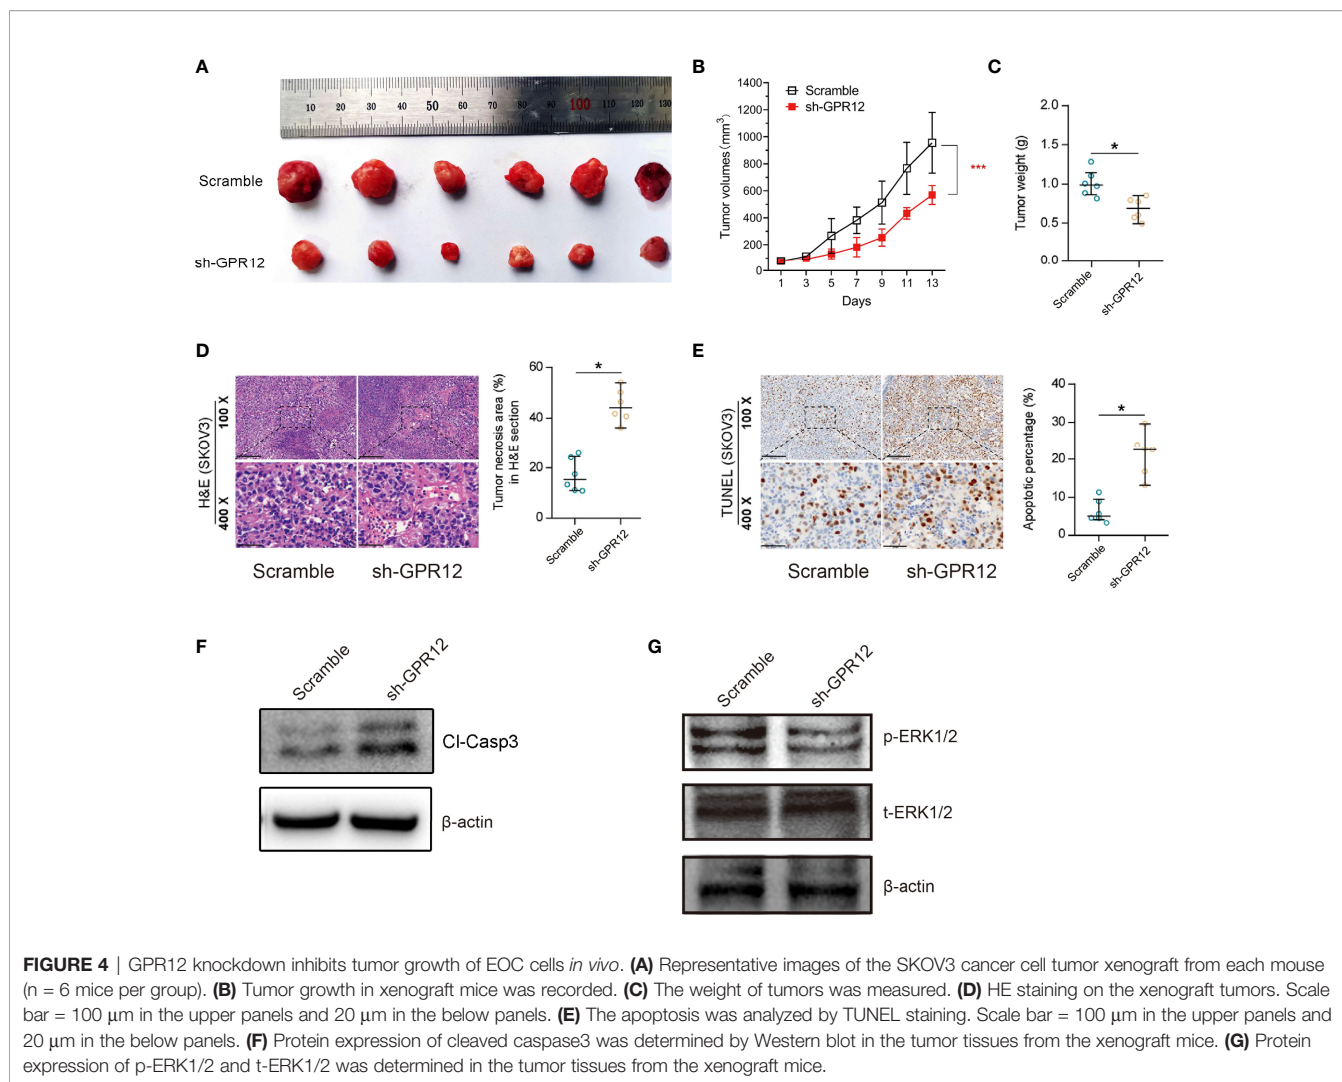 A
10 20 30 40 50 60 70 80 90 100 110 120 130
Scramble
sh-GPR12
B
Scramble
sh-GPR12
Tumor volumes (mm³)
1400
1200
1000
800
600
400
200
0
***
1 3 5 7 9 11 13
Days
C
Tumor weight (g)
2.0
1.5
1.0
0.5
0.0
*
Scramble
sh-GPR12
D
H&E (SKOV3)
100 X
400 X
Scramble sh-GPR12
Tumor necrosis area (%)
in H&E section
60
40
20
0
*
Scramble
sh-GPR12
E
TUNEL (SKOV3)
100 X
400 X
Scramble sh-GPR12
Apoptotic percentage (%)
40
30
20
10
0
*
Scramble
sh-GPR12
F
Scramble
sh-GPR12
Cl-Casp3
β-actin
G
Scramble
sh-GPR12
p-ERK1/2
t-ERK1/2
β-actin
FIGURE 4 | GPR12 knockdown inhibits tumor growth of EOC cells in vivo. (A) Representative images of the SKOV3 cancer cell tumor xenograft from each mouse
(n = 6 mice per group). (B) Tumor growth in xenograft mice was recorded. (C) The weight of tumors was measured. (D) HE staining on the xenograft tumors. Scale
bar = 100 μm in the upper panels and 20 μm in the below panels. (E) The apoptosis was analyzed by TUNEL staining. Scale bar = 100 μm in the upper panels and
20 μm in the below panels. (F) Protein expression of cleaved caspase3 was determined by Western blot in the tumor tissues from the xenograft mice. (G) Protein
expression of p-ERK1/2 and t-ERK1/2 was determined in the tumor tissues from the xenograft mice.